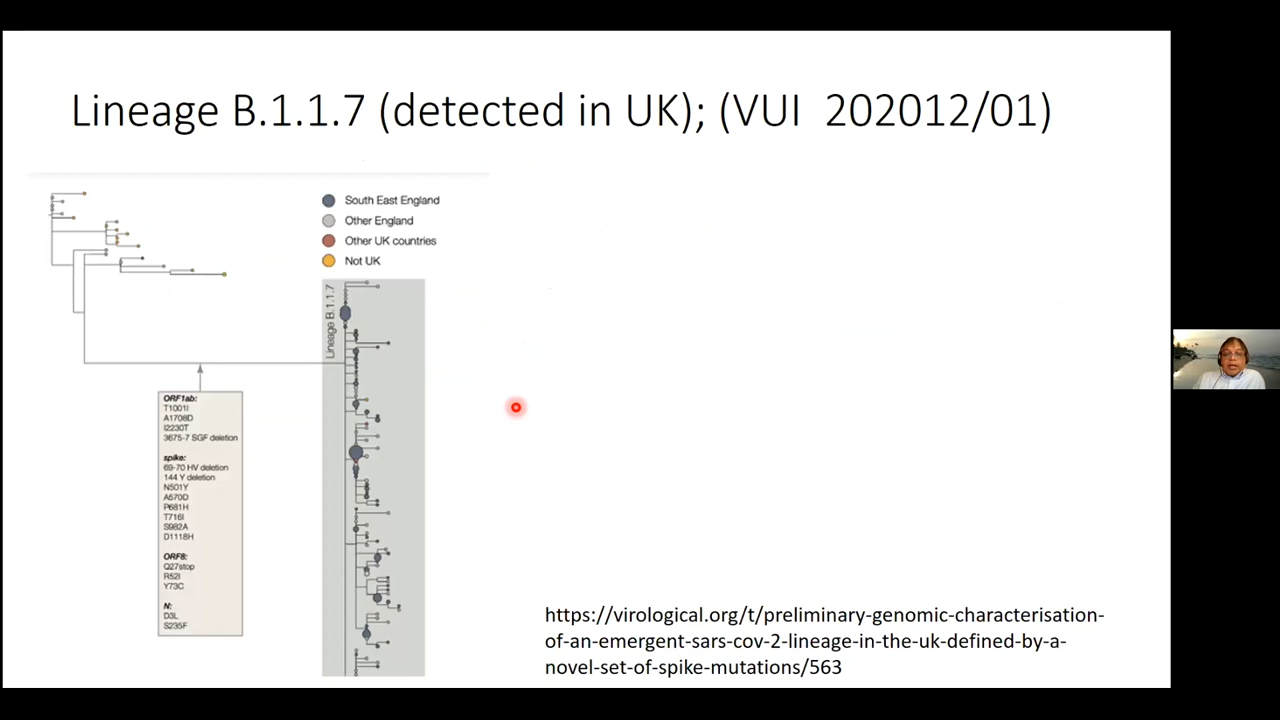 Lineage B.1.1.7 (detected in UK); (VUI 202012/01)
South East England
Other England
Other UK countries
Not UK
Lineage B.1.1.7
ORF1ab:
T1001I
A1708D
I2230T
3675-7 SGF deletion
spike:
69-70 HV deletion
144 Y deletion
N501Y
A570D
P681H
T716I
S982A
D1118H
ORF8:
Q27stop
R52I
Y73C
N:
D3L
S235F
https://virological.org/t/preliminary-genomic-characterisation-
of-an-emergent-sars-cov-2-lineage-in-the-uk-defined-by-a-
novel-set-of-spike-mutations/563